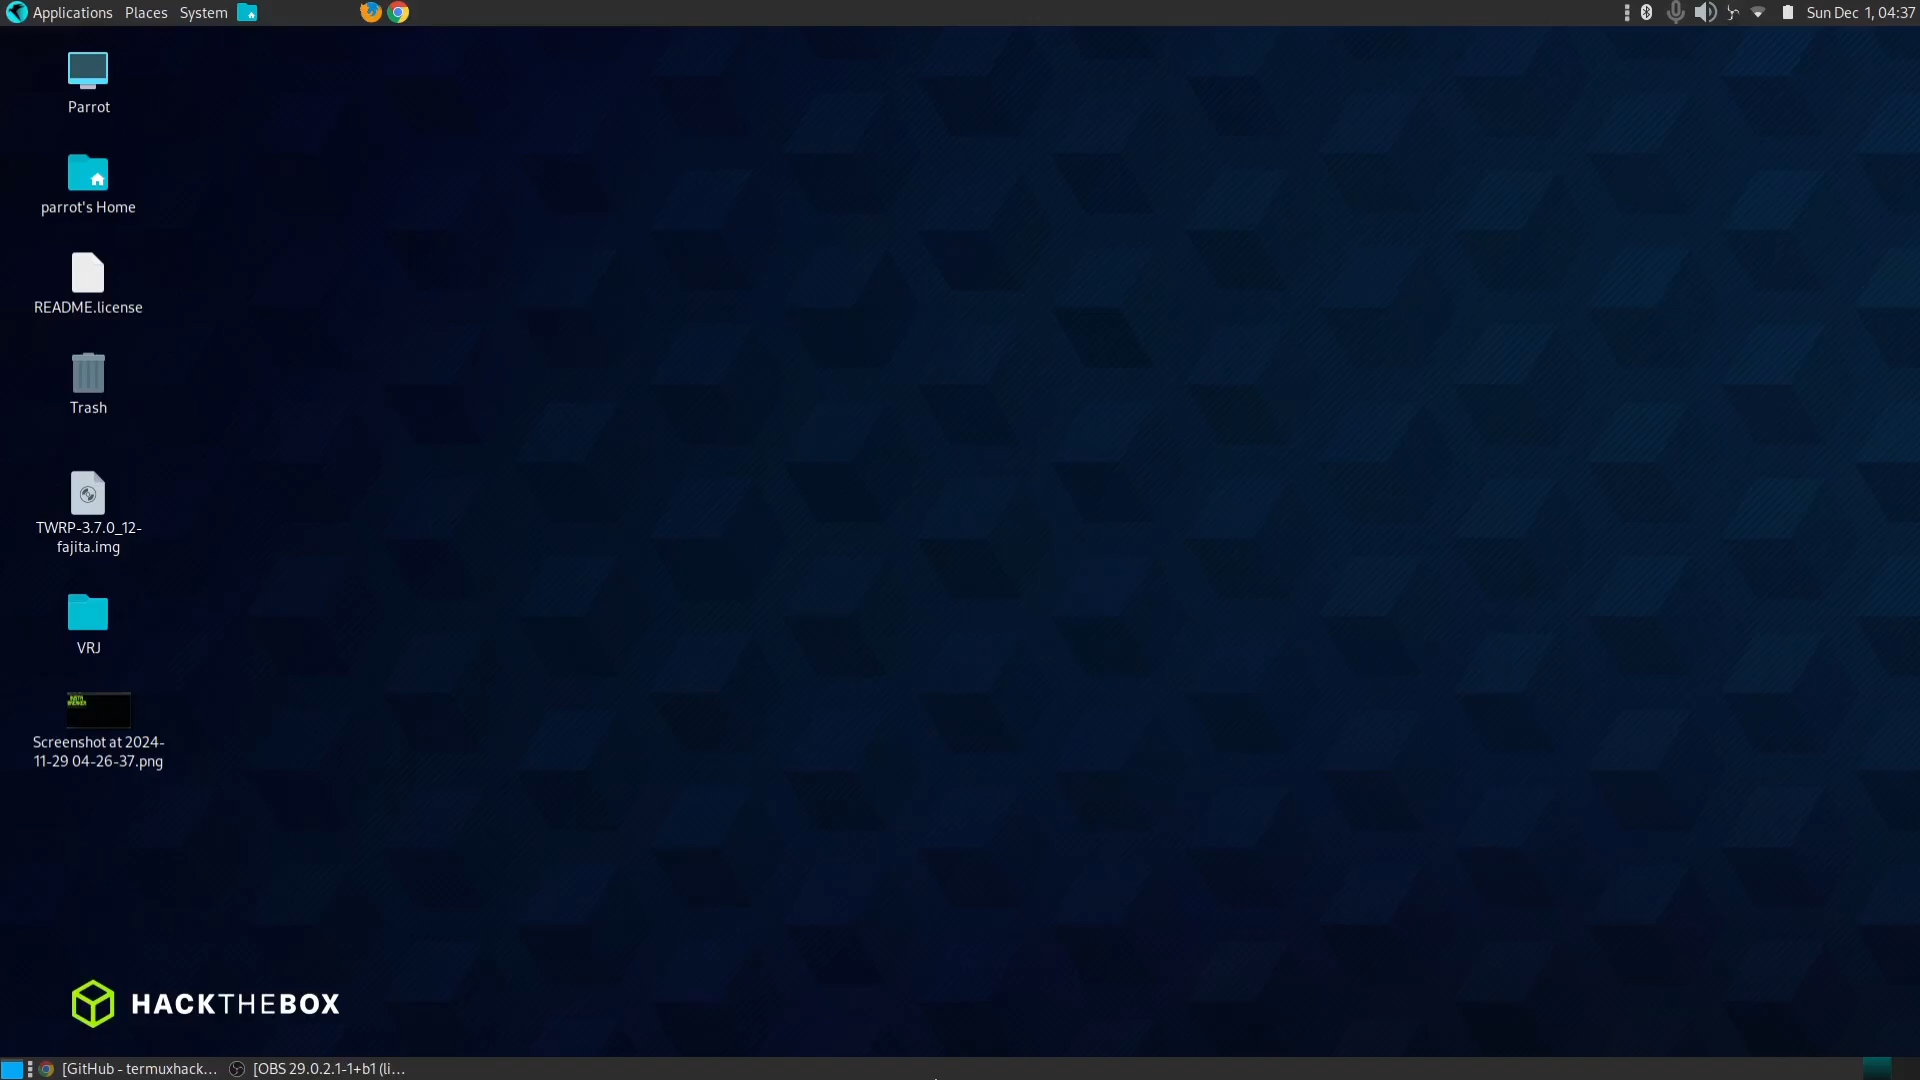 Applications Places System
Sun Dec 1, 04:37
Parrot
parrot's Home
README.license
Trash
TWRP-3.7.0_12-
fajita.img
VRJ
INSTA
BREAKER
Screenshot at 2024-
11-29 04-26-37.png
HACKTHEBOX
[GitHub - termuxhack...
[OBS 29.0.2.1-1+b1 (li...